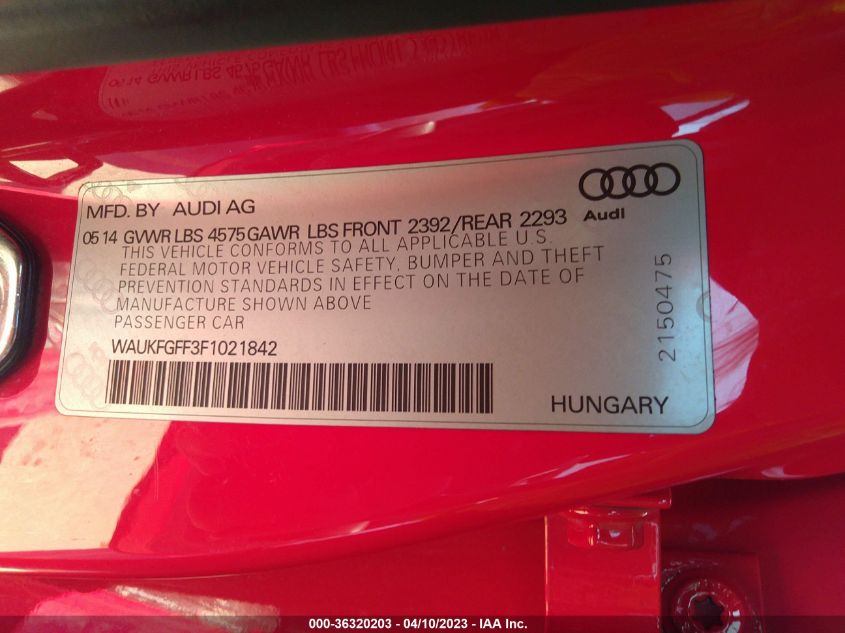 MFD. BY AUDI AG
Audi
0514 GVWR LBS 4575 GAWR LBS FRONT 2392/REAR 2293
THIS VEHICLE CONFORMS TO ALL APPLICABLE U.S.
FEDERAL MOTOR VEHICLE SAFETY, BUMPER AND THEFT
PREVENTION STANDARDS IN EFFECT ON THE DATE OF
MANUFACTURE SHOWN ABOVE
PASSENGER CAR
WAUKFGFF3F1021842
HUNGARY
2150475
000-36320203 - 04/10/2023 - IAA Inc.